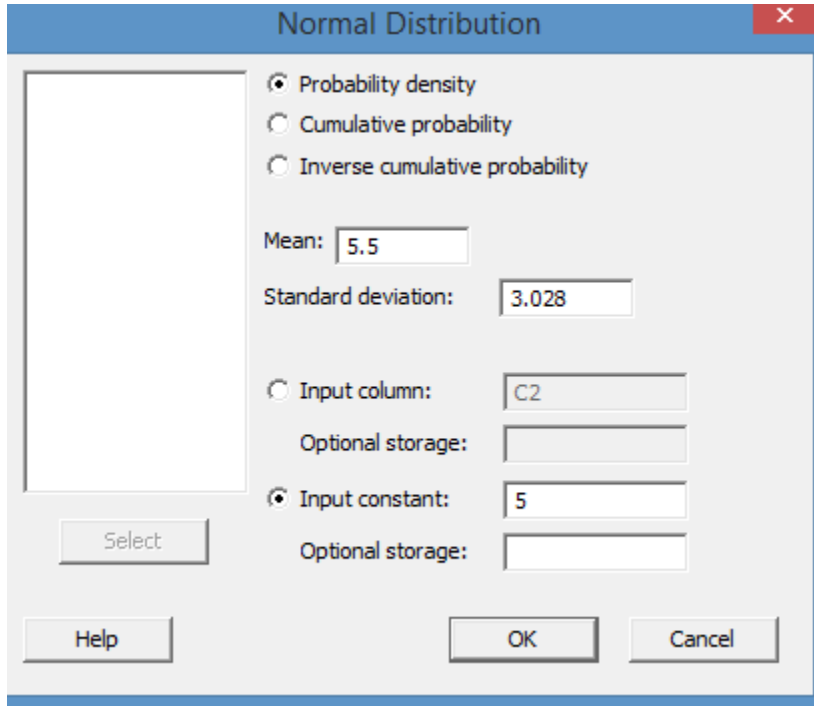 Normal Distribution
Probability density
Cumulative probability
Inverse cumulative probability
Mean: 5.5
Standard deviation: 3.028
Input column: C2
Optional storage:
Input constant: 5
Select
Optional storage:
Help OK Cancel